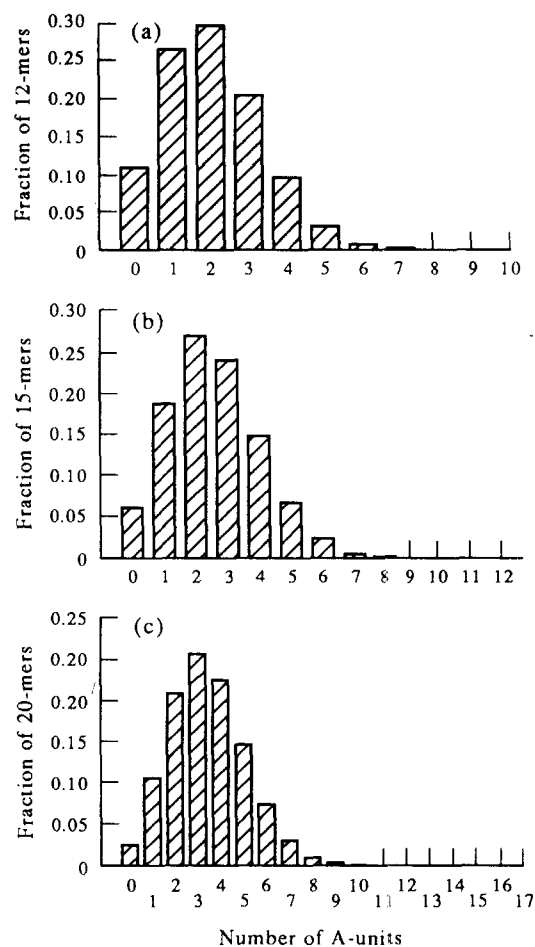 (a)
Fraction of 12-mers
0.30
0.25
0.20
0.15
0.10
0.05
0
0 1 2 3 4 5 6 7 8 9 10
(b)
Fraction of 15-mers
0.30
0.25
0.20
0.15
0.10
0.05
0
0 1 2 3 4 5 6 7 8 9 10 11 12
(c)
Fraction of 20-mers
0.25
0.20
0.20
0.15
0.10
0.05
0
0 2 4 6 8 10 12 14 16
1 3 5 7 9 11 13 15 17
Number of A-units